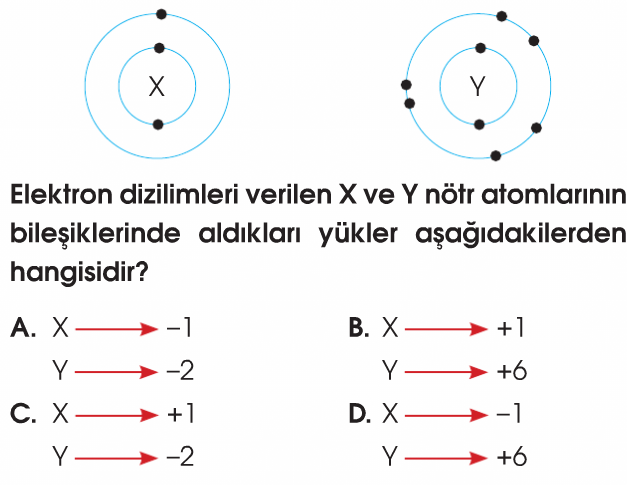 X Y
Elektron dizilimleri verilen X ve Y nötr atomlarının
bileşiklerinde aldıkları yükler aşağıdakilerden
hangisidir?
A. X → –1 B. X → +1
Y → –2 Y → +6
C. X → +1 D. X → –1
Y → –2 Y → +6